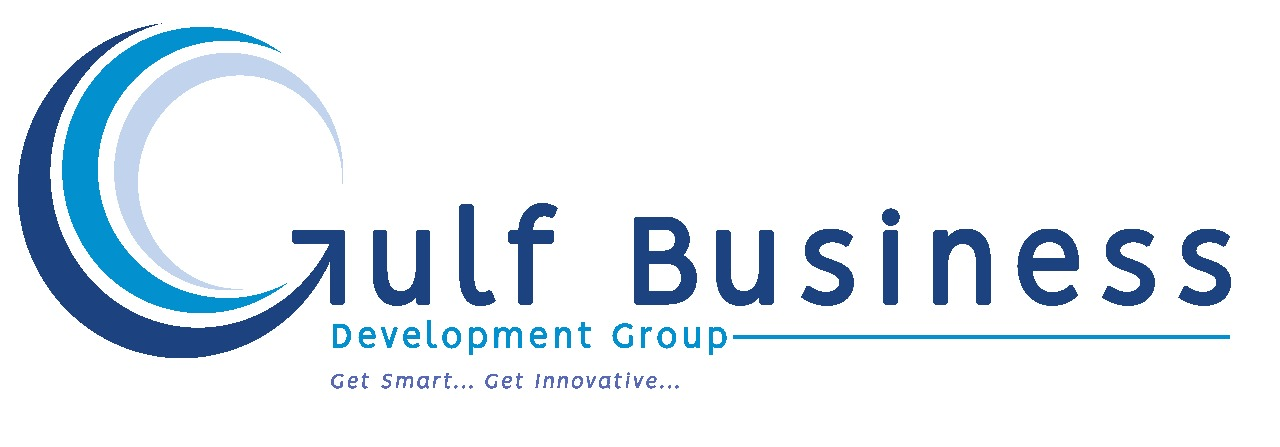 Gulf Business
Development Group
Get Smart... Get Innovative...